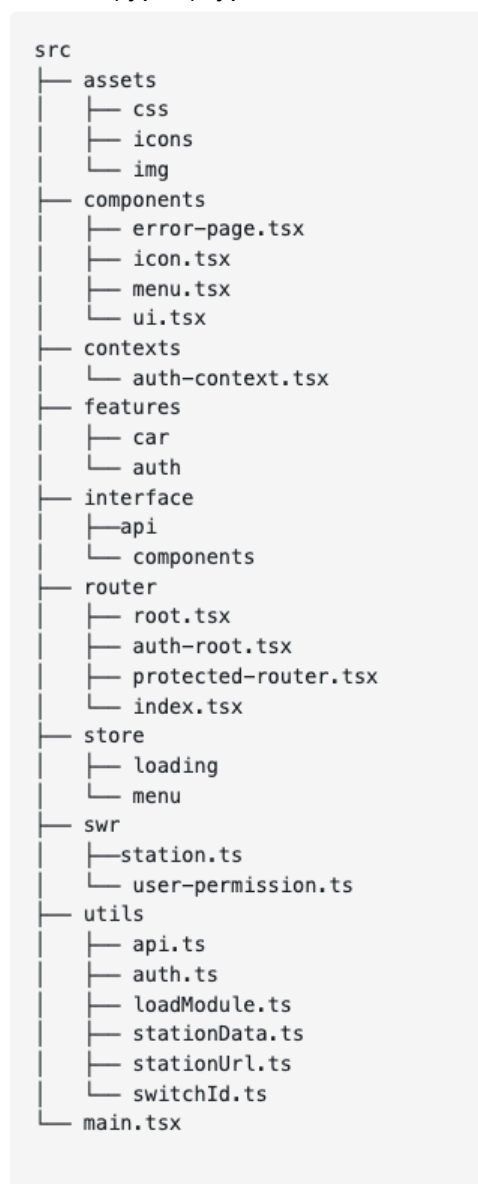 src
├── assets
│   ├── css
│   ├── icons
│   └── img
├── components
│   ├── error-page.tsx
│   ├── icon.tsx
│   ├── menu.tsx
│   └── ui.tsx
├── contexts
│   └── auth-context.tsx
├── features
│   ├── car
│   └── auth
├── interface
│   ├──api
│   └── components
├── router
│   ├── root.tsx
│   ├── auth-root.tsx
│   ├── protected-router.tsx
│   └── index.tsx
├── store
│   ├── loading
│   └── menu
├── swr
│   ├──station.ts
│   └── user-permission.ts
├── utils
│   ├── api.ts
│   ├── auth.ts
│   ├── loadModule.ts
│   ├── stationData.ts
│   ├── stationUrl.ts
│   └── switchId.ts
└── main.tsx